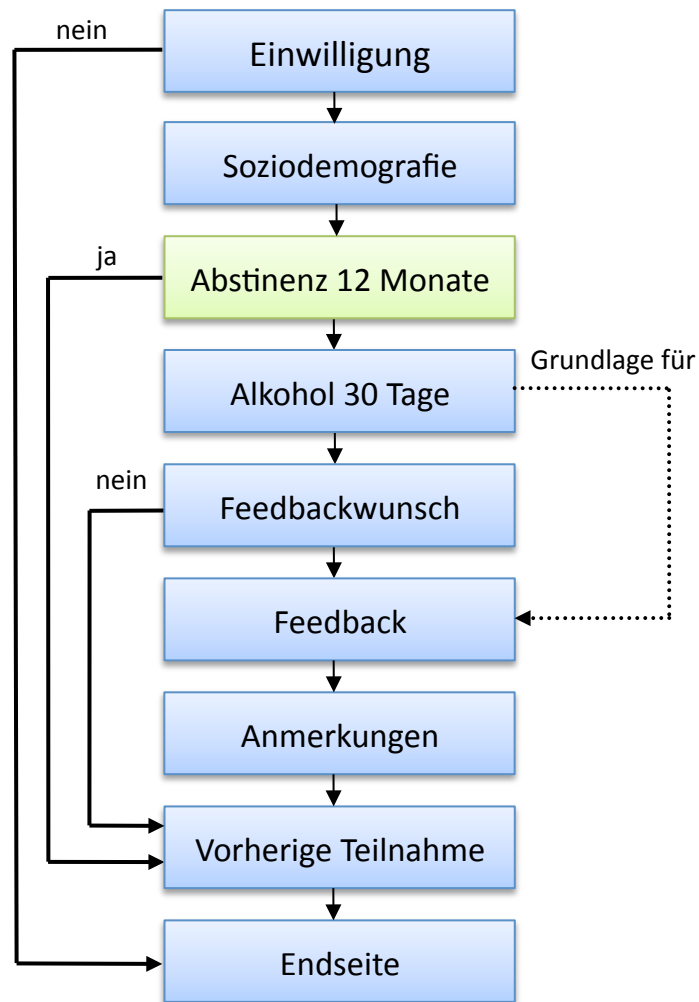 nein
Einwilligung
Soziodemografie
ja
Abstinenz 12 Monate
Grundlage für
Alkohol 30 Tage
nein
Feedbackwunsch
Feedback
Anmerkungen
Vorherige Teilnahme
Endseite